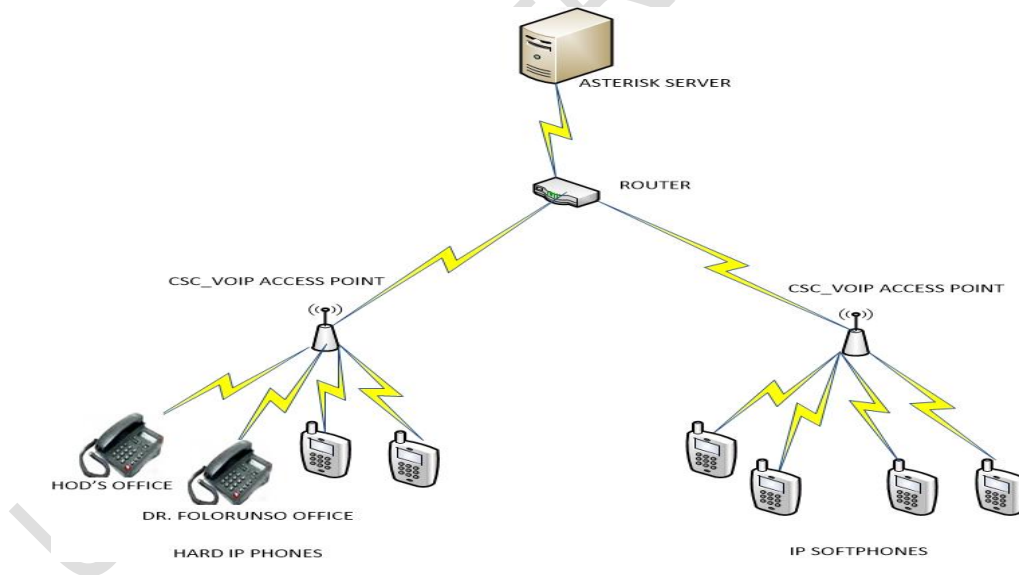 ASTERISK SERVER
ROUTER
CSC_VOIP ACCESS POINT
CSC_VOIP ACCESS POINT
HOD'S OFFICE
DR. FOLORUNSO OFFICE
HARD IP PHONES
IP SOFTPHONES